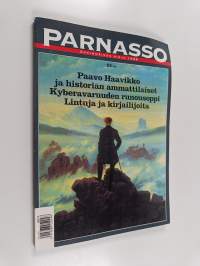 PARNASSO
Paavo Haavikko
ja historian ammattilaiset
Kyberavaruuden runousoppi
Lintuja ja kirjailijoita